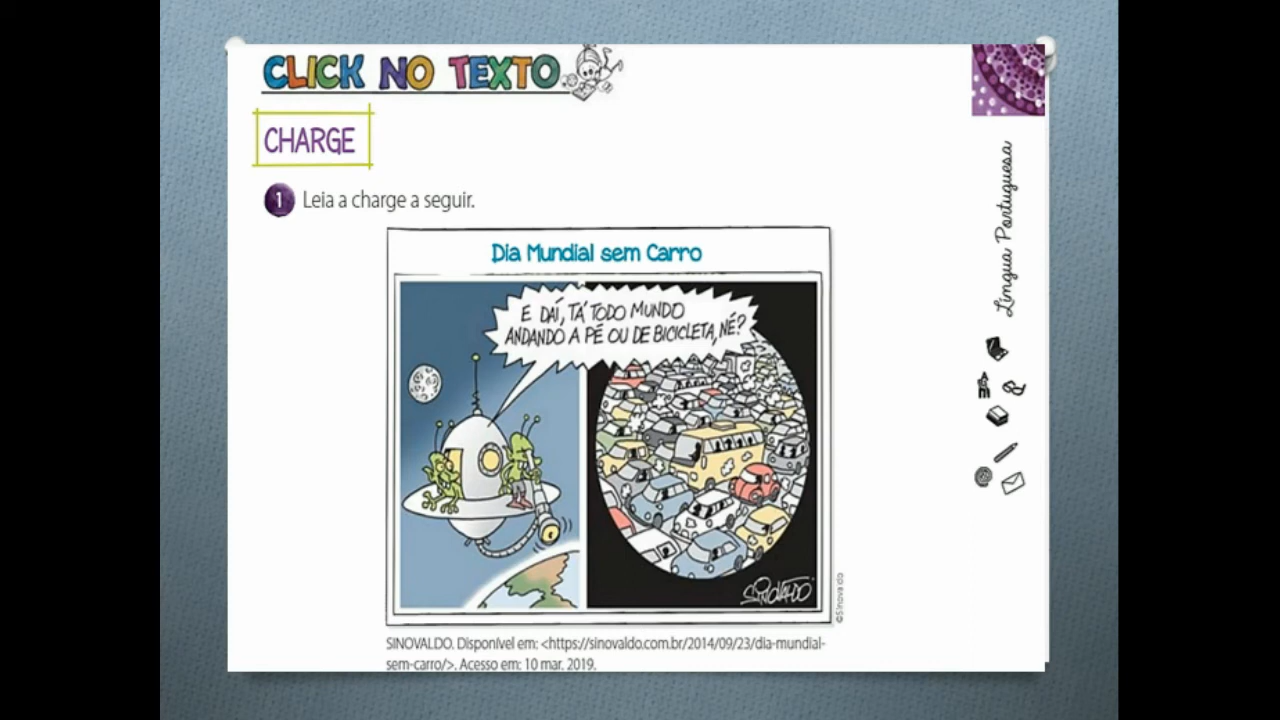 CLICK NO TEXTO
CHARGE
1 Leia a charge a seguir.
Dia Mundial sem Carro
E DAÍ, TÁ TODO MUNDO
ANDANDO A PÉ OU DE BICICLETA, NÉ?
SINOVALDO
©Sinovaldo
SINOVALDO. Disponível em: <https://sinovaldo.com.br/2014/09/23/dia-mundial-
sem-carro/>. Acesso em: 10 mar. 2019.
Língua Portuguesa
@